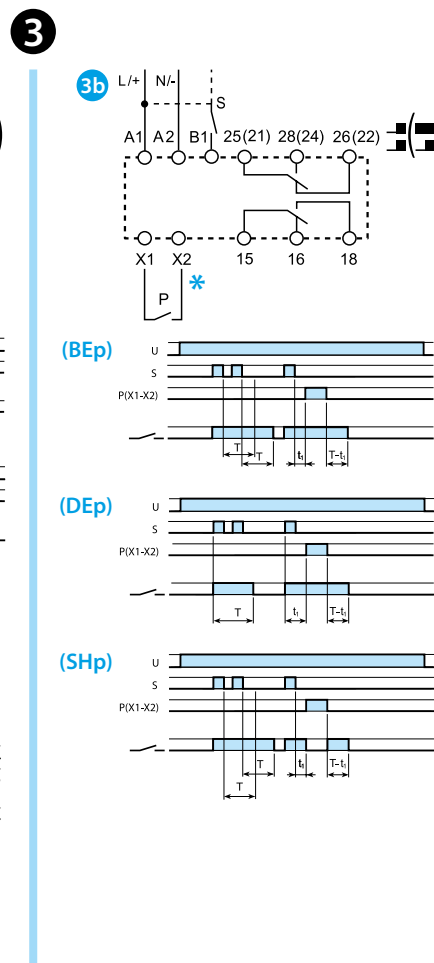 3
3b
L/+ N/-
S
A1 A2 B1 25(21) 28(24) 26(22)
X1 X2 15 16 18
*
P
(BEp)
U
S
P(X1-X2)
T
T t₁ T-t₁
(DEp)
U
S
P(X1-X2)
T t₁ T-t₁
(SHp)
U
S
P(X1-X2)
T t₁ T-t₁
T